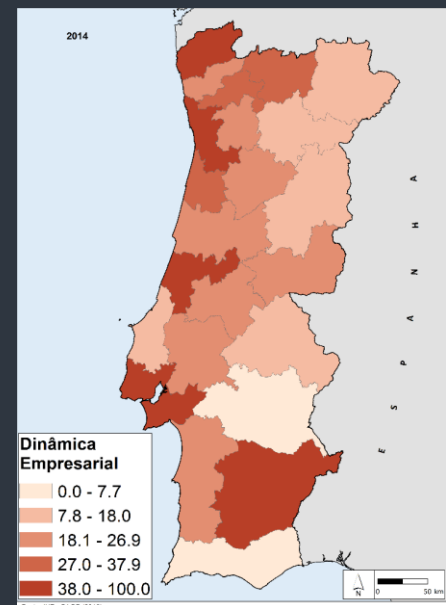 2014
ESPANHA
Dinâmica
Empresarial
0.0 - 7.7
7.8 - 18.0
18.1 - 26.9
27.0 - 37.9
38.0 - 100.0
N
0
50 km